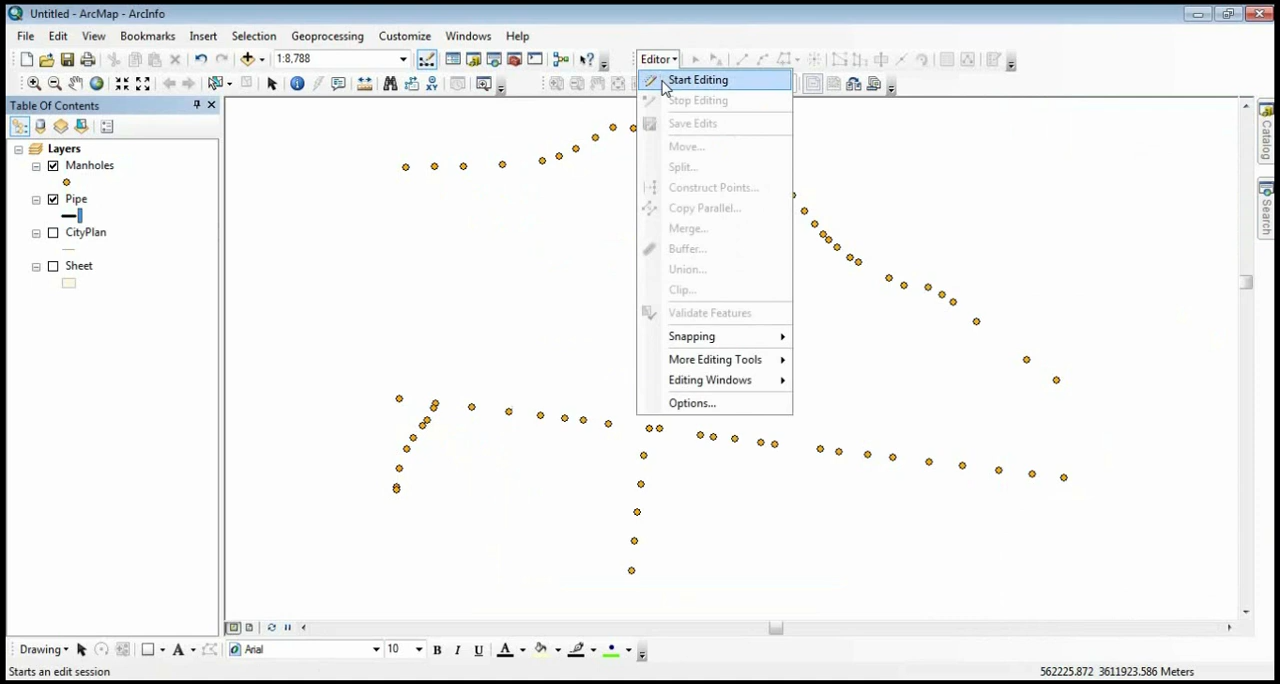 Untitled - ArcMap - ArcInfo
File Edit View Bookmarks Insert Selection Geoprocessing Customize Windows Help
1:8,788
Editor
Table Of Contents
Layers
Manholes
Pipe
CityPlan
Sheet
Start Editing
Stop Editing
Save Edits
Move...
Split...
Construct Points...
Copy Parallel...
Merge...
Buffer...
Union...
Clip...
Validate Features
Snapping
More Editing Tools
Editing Windows
Options...
Catalog
Search
Drawing
A
Arial
10
B I U A
Starts an edit session
562225.872 3611923.586 Meters